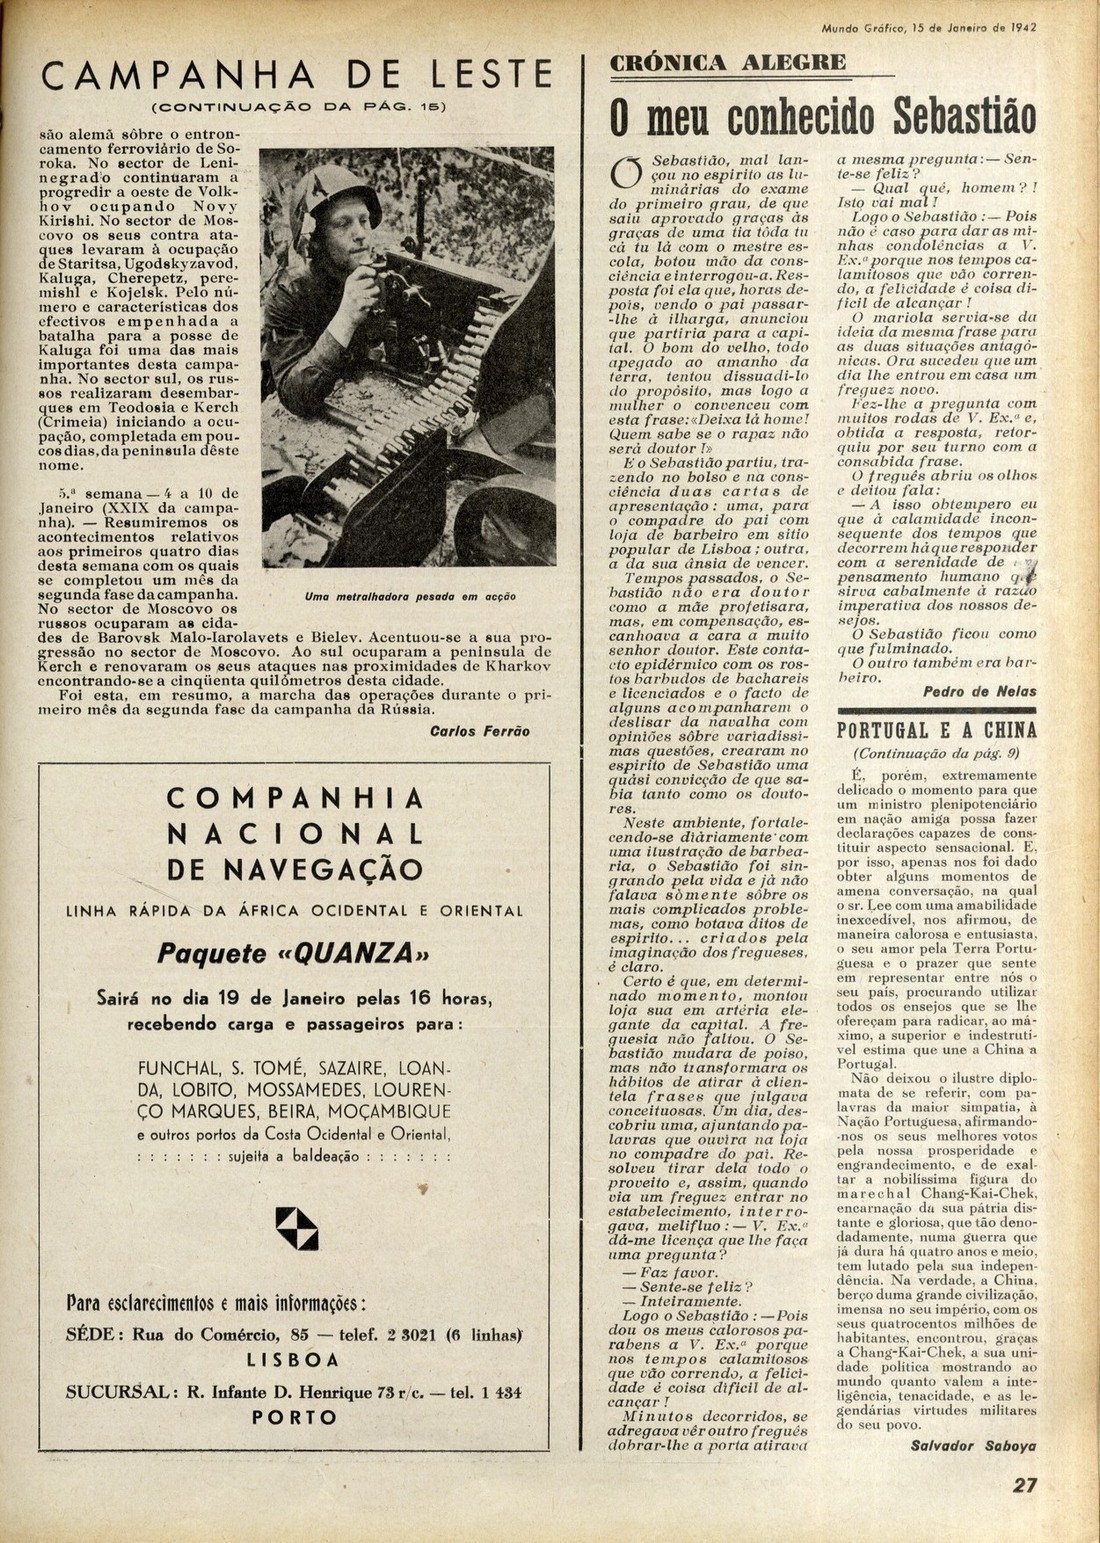 Mundo Gráfico, 15 de Janeiro de 1942
CAMPANHA DE LESTE
(CONTINUAÇÃO DA PÁG. 15)
são alemã sôbre o entron-
camento ferroviário de So-
roka. No sector de Leni-
negrado continuaram a
progredir a oeste de Volk-
hov ocupando Novy
Kirishi. No sector de Mos-
covo os seus contra ata-
ques levaram à ocupação
de Staritsa, Ugodskyzavod,
Kaluga, Cherepetz, pere-
mishl e Kojelsk. Pelo nú-
mero e características dos
efectivos empenhada a
batalha para a posse de
Kaluga foi uma das mais
importantes desta campa-
nha. No sector sul, os rus-
sos realizaram desembar-
ques em Teodosia e Kerch
(Crimeia) iniciando a ocu-
pação, completada em pou-
cos dias, da península dêste
nome.
5.ª semana — 4 a 10 de
Janeiro (XXIX da campa-
nha). — Resumiremos os
acontecimentos relativos
aos primeiros quatro dias
desta semana com os quais
se completou um mês da
segunda fase da campanha.
No sector de Moscovo os
russos ocuparam as cida-
des de Barovsk Malo-Iarolavets e Bielev. Acentuou-se a sua pro-
gressão no sector de Moscovo. Ao sul ocuparam a peninsula de
Kerch e renovaram os seus ataques nas proximidades de Kharkov
encontrando-se a cinqüenta quilómetros desta cidade.
Foi esta, em resumo, a marcha das operações durante o pri-
meiro mês da segunda fase da campanha da Rússia.
Carlos Ferrão
Uma metralhadora pesada em acção
COMPANHIA
NACIONAL
DE NAVEGAÇÃO
LINHA RÁPIDA DA ÁFRICA OCIDENTAL E ORIENTAL
Paquete «QUANZA»
Sairá no dia 19 de Janeiro pelas 16 horas,
recebendo carga e passageiros para:
FUNCHAL, S. TOMÉ, SAZAIRE, LOAN-
DA, LOBITO, MOSSAMEDES, LOUREN-
ÇO MARQUES, BEIRA, MOÇAMBIQUE
e outros portos da Costa Ocidental e Oriental,
: : : : : : : sujeita a baldeação : : : : : : :
Para esclarecimentos e mais informações:
SÉDE: Rua do Comércio, 85 — telef. 2 3021 (6 linhas)
LISBOA
SUCURSAL: R. Infante D. Henrique 73 r/c. — tel. 1 434
PORTO
CRÓNICA ALEGRE
O meu conhecido Sebastião
O Sebastião, mal lan-
çou no espirito as lu-
minárias do exame
do primeiro grau, de que
saiu aprovado graças às
graças de uma tia tôda tu
cá tu lá com o mestre es-
cola, botou mão da cons-
ciência e interrogou-a. Res-
posta foi ela que, horas de-
pois, vendo o pai passar-
-lhe à ilharga, anunciou
que partiria para a capi-
tal. O bom do velho, todo
apegado ao amanho da
terra, tentou dissuadi-lo
do propósito, mas logo a
mulher o convenceu com
esta frase:«Deixa lá home!
Quem sabe se o rapaz não
será doutor!»
E o Sebastião partiu, tra-
zendo no bolso e na cons-
ciência duas cartas de
apresentação: uma, para
o compadre do pai com
loja de barbeiro em sitio
popular de Lisboa; outra,
a da sua ânsia de vencer.
Tempos passados, o Se-
bastião não era doutor
como a mãe profetisara,
mas, em compensação, es-
canhoava a cara a muito
senhor doutor. Este conta-
cto epidérmico com os ros-
tos barbudos de bachareis
e licenciados e o facto de
alguns acompanharem o
deslisar da navalha com
opiniões sôbre variadissi-
mas questões, crearam no
espirito de Sebastião uma
quási convicção de que sa-
bia tanto como os douto-
res.
Neste ambiente, fortale-
cendo-se diàriamente com
uma ilustração de barbea-
ria, o Sebastião foi sin-
grando pela vida e já não
falava sòmente sôbre os
mais complicados proble-
mas, como botava ditos de
espirito... criados pela
imaginação dos fregueses,
é claro.
Certo é que, em determi-
nado momento, montou
loja sua em artéria ele-
gante da capital. A fre-
guesia não faltou. O Se-
bastião mudara de poiso,
mas não transformara os
hábitos de atirar à clien-
tela frases que julgava
conceituosas. Um dia, des-
cobriu uma, ajuntando pa-
lavras que ouvira na loja
no compadre do pai. Re-
solveu tirar dela todo o
proveito e, assim, quando
via um freguez entrar no
estabelecimento, interro-
gava, melífluo: — V. Ex.ª
dá-me licença que lhe faça
uma pregunta?
— Faz favor.
— Sente-se feliz?
— Inteiramente.
Logo o Sebastião: —Pois
dou os meus calorosos pa-
rabens a V. Ex.ª porque
nos tempos calamitosos
que vão correndo, a felici-
dade é coisa dificil de al-
cançar!
Minutos decorridos, se
adregava vêr outro freguês
dobrar-lhe a porta atirava
a mesma pregunta: — Sen-
te-se feliz?
— Qual quê, homem?!
Isto vai mal!
Logo o Sebastião: — Pois
não é caso para dar as mi-
nhas condolências a V.
Ex.ª porque nos tempos ca-
lamitosos que vão corren-
do, a felicidade é coisa di-
ficil de alcançar!
O mariola servia-se da
ideia da mesma frase para
as duas situações antagó-
nicas. Ora sucedeu que um
dia lhe entrou em casa um
freguez novo.
Fez-lhe a pregunta com
muitos rodas de V. Ex.ª e,
obtida a resposta, retor-
quiu por seu turno com a
consabida frase.
O freguês abriu os olhos
e deitou fala:
— A isso obtempero eu
que à calamidade incon-
sequente dos tempos que
decorrem há que responder
com a serenidade de
pensamento humano que
sirva cabalmente à razão
imperativa dos nossos de-
sejos.
O Sebastião ficou como
que fulminado.
O outro também era bar-
beiro.
Pedro de Nelas
PORTUGAL E A CHINA
(Continuação da pág. 9)
É, porém, extremamente
delicado o momento para que
um ministro plenipotenciário
em nação amiga possa fazer
declarações capazes de cons-
tituir aspecto sensacional. E,
por isso, apenas nos foi dado
obter alguns momentos de
amena conversação, na qual
o sr. Lee com uma amabilidade
inexcedível, nos afirmou, de
maneira calorosa e entusiasta,
o seu amor pela Terra Portu-
guesa e o prazer que sente
em representar entre nós o
seu país, procurando utilizar
todos os ensejos que se lhe
ofereçam para radicar, ao má-
ximo, a superior e indestrutí-
vel estima que une a China a
Portugal.
Não deixou o ilustre diplo-
mata de se referir, com pa-
lavras da maior simpatia, à
Nação Portuguesa, afirmando-
-nos os seus melhores votos
pela nossa prosperidade e
engrandecimento, e de exal-
tar a nobilíssima figura do
marechal Chang-Kai-Chek,
encarnação da sua pátria dis-
tante e gloriosa, que tão deno-
dadamente, numa guerra que
já dura há quatro anos e meio,
tem lutado pela sua indepen-
dência. Na verdade, a China,
berço duma grande civilização,
imensa no seu império, com os
seus quatrocentos milhões de
habitantes, encontrou, graças
a Chang-Kai-Chek, a sua uni-
dade política mostrando ao
mundo quanto valem a inte-
ligência, tenacidade, e as le-
gendárias virtudes militares
do seu povo.
Salvador Saboya
27